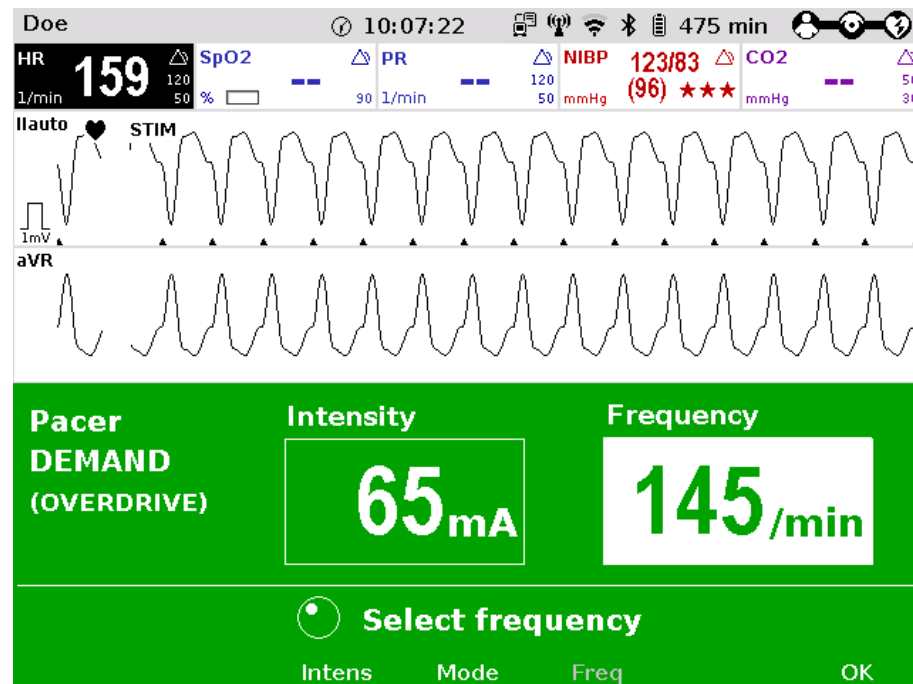 Doe 10:07:22 475 min
HR 159 120 50 1/min
SpO2 -- 90 %
PR -- 120 50 1/min
NIBP 123/83 (96) ★★★ mmHg
CO2 -- mmHg
IIauto STIM
1mV
aVR
Pacer
DEMAND
(OVERDRIVE)
Intensity
65 mA
Frequency
145 /min
Select frequency
Intens Mode Freq OK